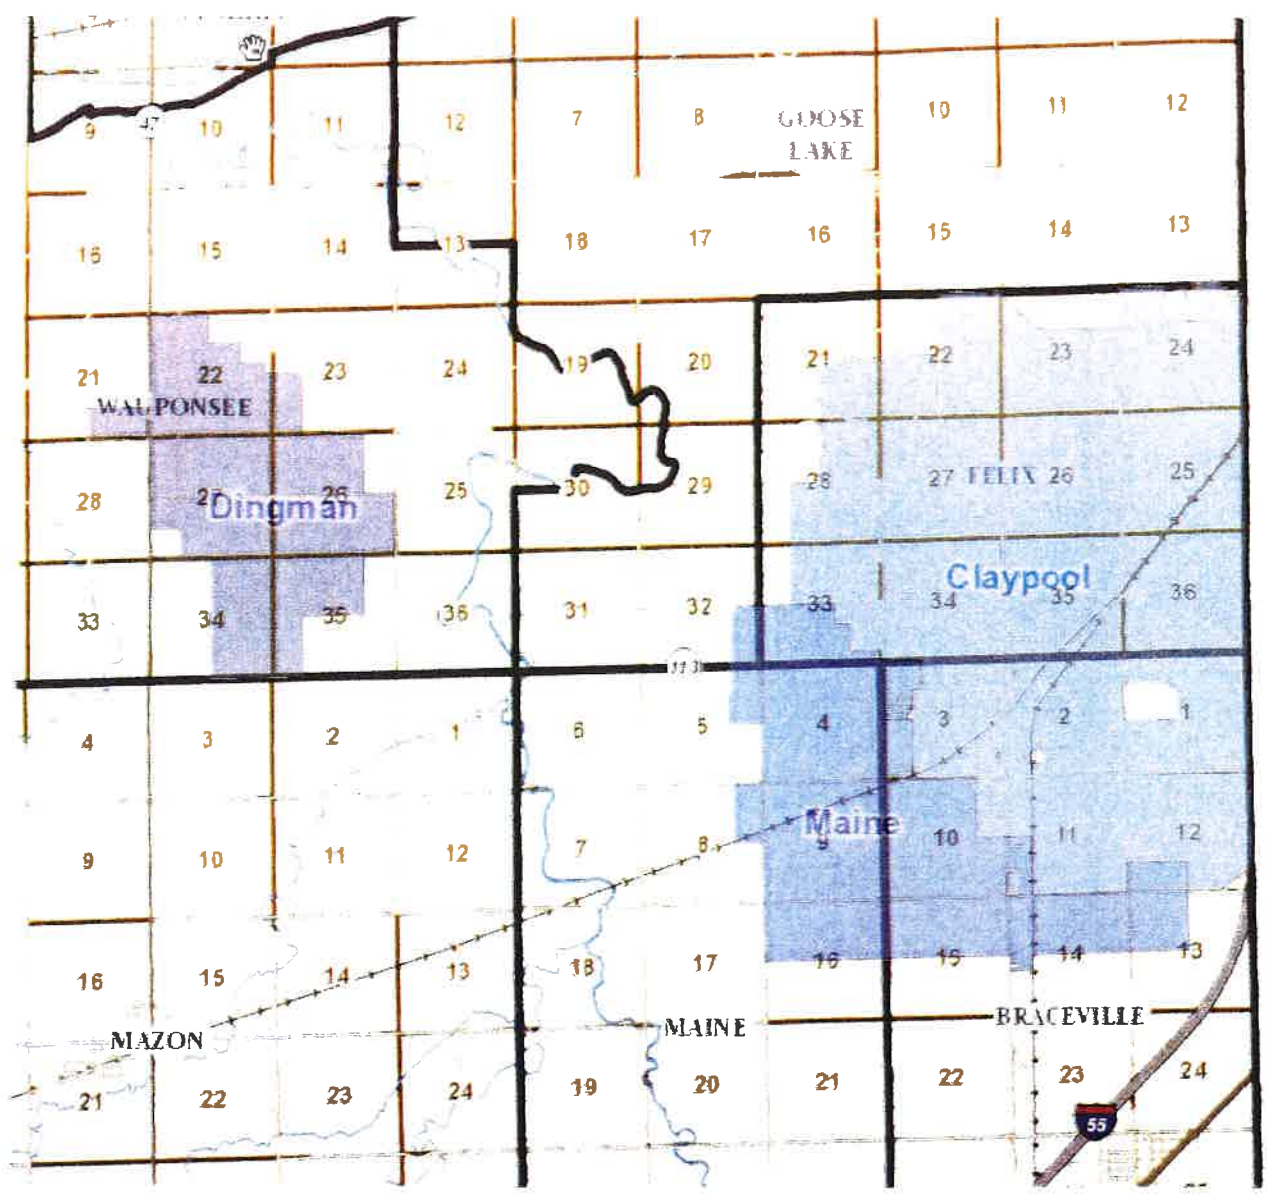 9 47 10 11 12 7 8 GOOSE 10 11 12
LAKE
16 15 14 13 18 17 16 15 14 13
21 22 23 24 19 20 21 22 23 24
WAUPONSEE
28 27 26 25 30 29 28 27 FELIX 26 25
Dingman
Claypool
33 34 35 36 31 32 33 34 35 36
113
4 3 2 1 6 5 4 3 2 1
Maine
9 10 11 12 7 8 9 10 11 12
16 15 14 13 18 17 16 15 14 13
MAZON MAINE BRACEVILLE
21 22 23 24 19 20 21 22 23 24
55